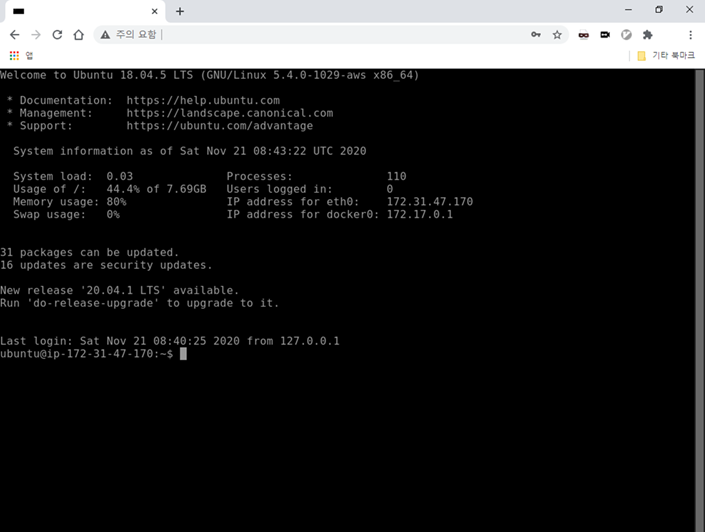 주의 요함
앱
기타 북마크
Welcome to Ubuntu 18.04.5 LTS (GNU/Linux 5.4.0-1029-aws x86_64)
* Documentation:  https://help.ubuntu.com
* Management:     https://landscape.canonical.com
* Support:        https://ubuntu.com/advantage
System information as of Sat Nov 21 08:43:22 UTC 2020
System load:  0.03              Processes:              110
Usage of /:   44.4% of 7.69GB   Users logged in:        0
Memory usage: 80%               IP address for eth0:    172.31.47.170
Swap usage:   0%                IP address for docker0: 172.17.0.1
31 packages can be updated.
16 updates are security updates.
New release '20.04.1 LTS' available.
Run 'do-release-upgrade' to upgrade to it.
Last login: Sat Nov 21 08:40:25 2020 from 127.0.0.1
ubuntu@ip-172-31-47-170:~$